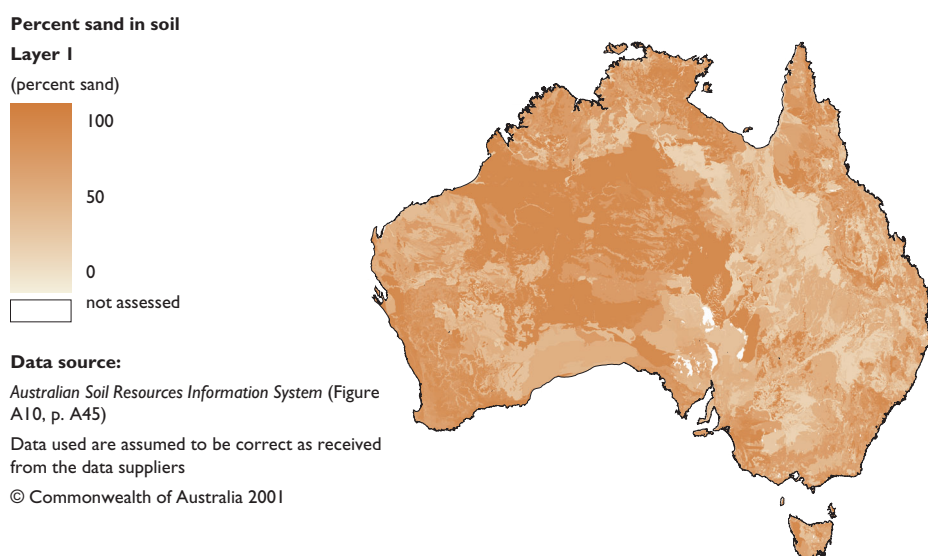 Percent sand in soil
Layer 1
(percent sand)
100
50
0
not assessed
Data source:
Australian Soil Resources Information System (Figure
A10, p. A45)
Data used are assumed to be correct as received
from the data suppliers
© Commonwealth of Australia 2001